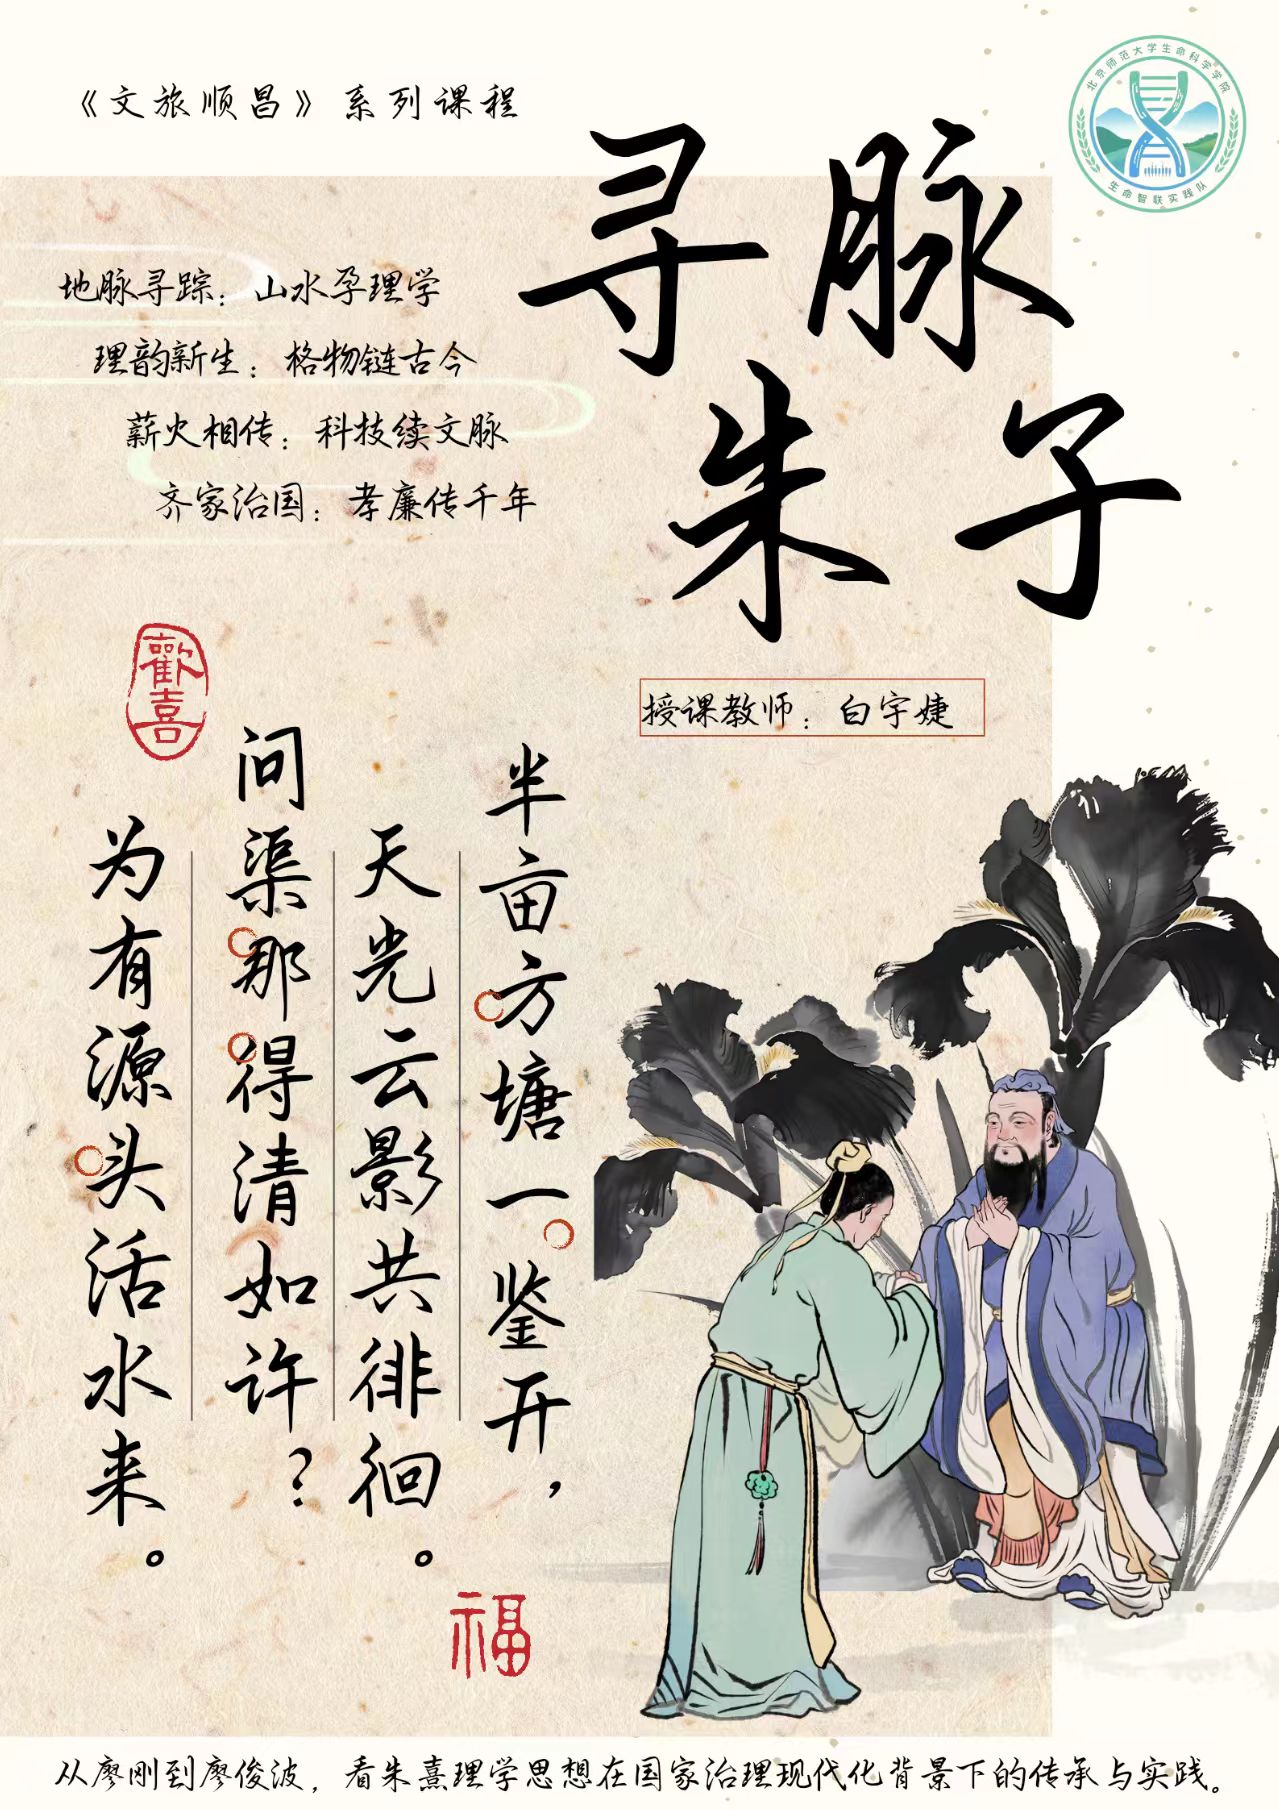 《文旅顺昌》系列课程
北京师范大学生命科学学院
生命智联实践队
寻脉
朱子
地脉寻踪：山水孕理学
理韵新生：格物链古今
薪火相传：科技续文脉
齐家治国：孝廉传千年
授课教师：白宇婕
歡喜
半亩方塘一鉴开，
天光云影共徘徊。
问渠那得清如许？
为有源头活水来。
福
从廖刚到廖俊波，看朱熹理学思想在国家治理现代化背景下的传承与实践。